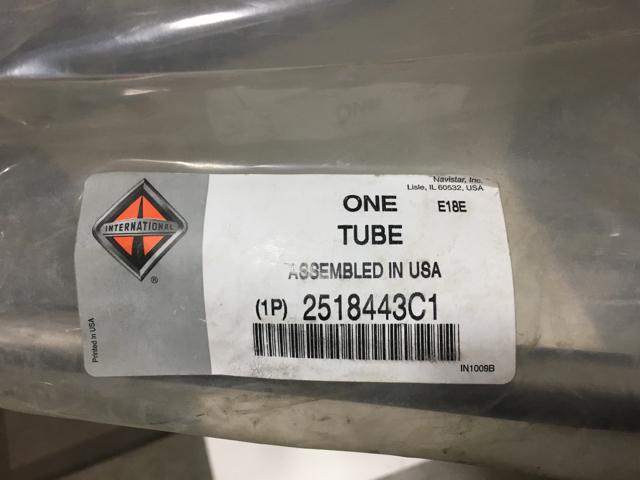 Navistar, Inc.
Lisle, IL 60532, USA
ONE E18E
TUBE
ASSEMBLED IN USA
(1P) 2518443C1
IN1009B
INTERNATIONAL
®
Printed in USA